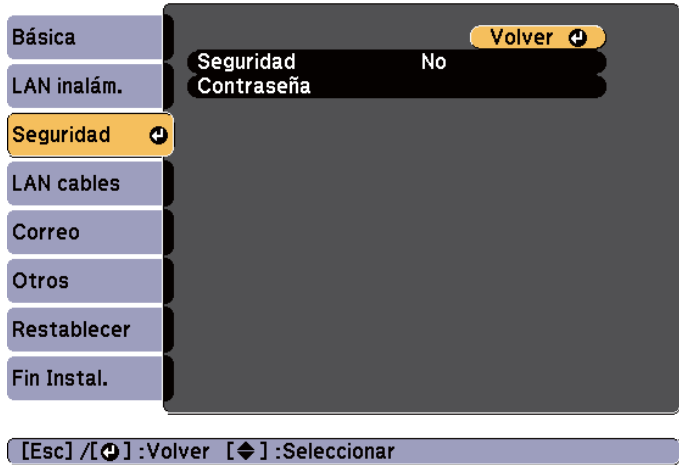 Básica
LAN inalám.
Seguridad
LAN cables
Correo
Otros
Restablecer
Fin Instal.
Volver
Seguridad No
Contraseña
[Esc] /[ ] :Volver [ ] :Seleccionar